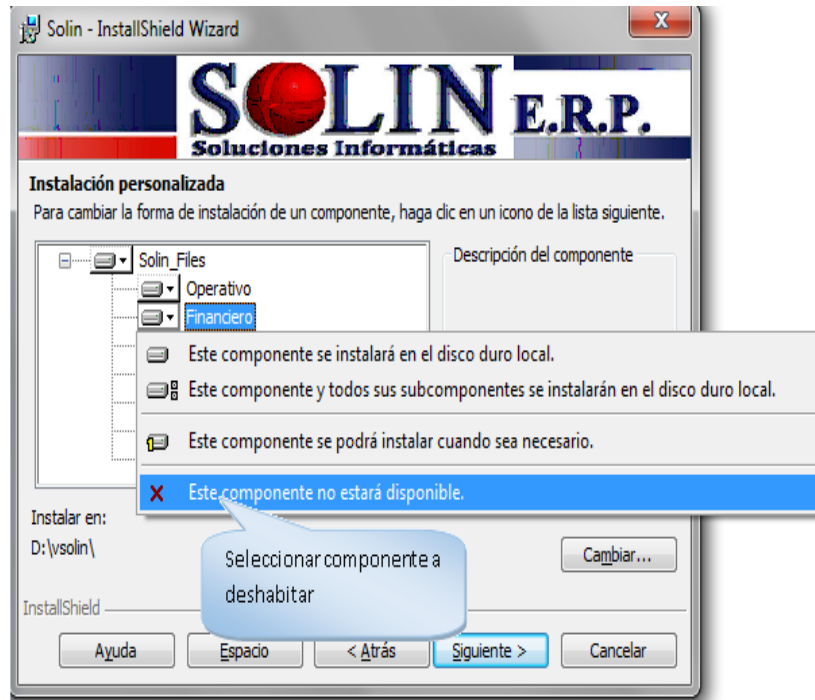 Solin - InstallShield Wizard
SOLIN E.R.P.
Soluciones Informáticas
Instalación personalizada
Para cambiar la forma de instalación de un componente, haga clic en un icono de la lista siguiente.
Solin_Files
Operativo
Financiero
Descripción del componente
Este componente se instalará en el disco duro local.
Este componente y todos sus subcomponentes se instalarán en el disco duro local.
Este componente se podrá instalar cuando sea necesario.
Este componente no estará disponible.
Instalar en:
D:\vsolin\
Cambiar...
Seleccionar componente a
deshabitar
InstallShield
Ayuda
Espacio
< Atrás
Siguiente >
Cancelar